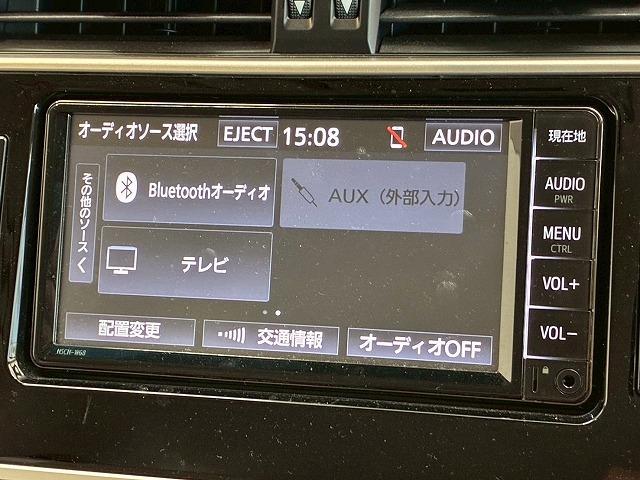 オーディオソース選択 EJECT 15:08 AUDIO
その他のソース
Bluetoothオーディオ
AUX（外部入力）
テレビ
配置変更 交通情報 オーディオOFF
NSCN-W68
現在地
AUDIO
PWR
MENU
CTRL
VOL+
VOL-